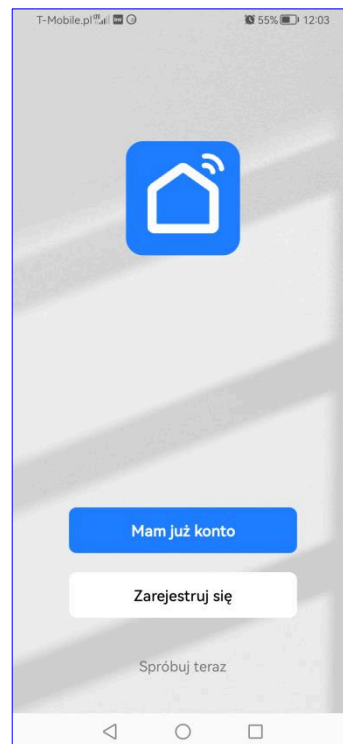 T-Mobile.pl 55% 12:03
Mam już konto
Zarejestruj się
Spróbuj teraz